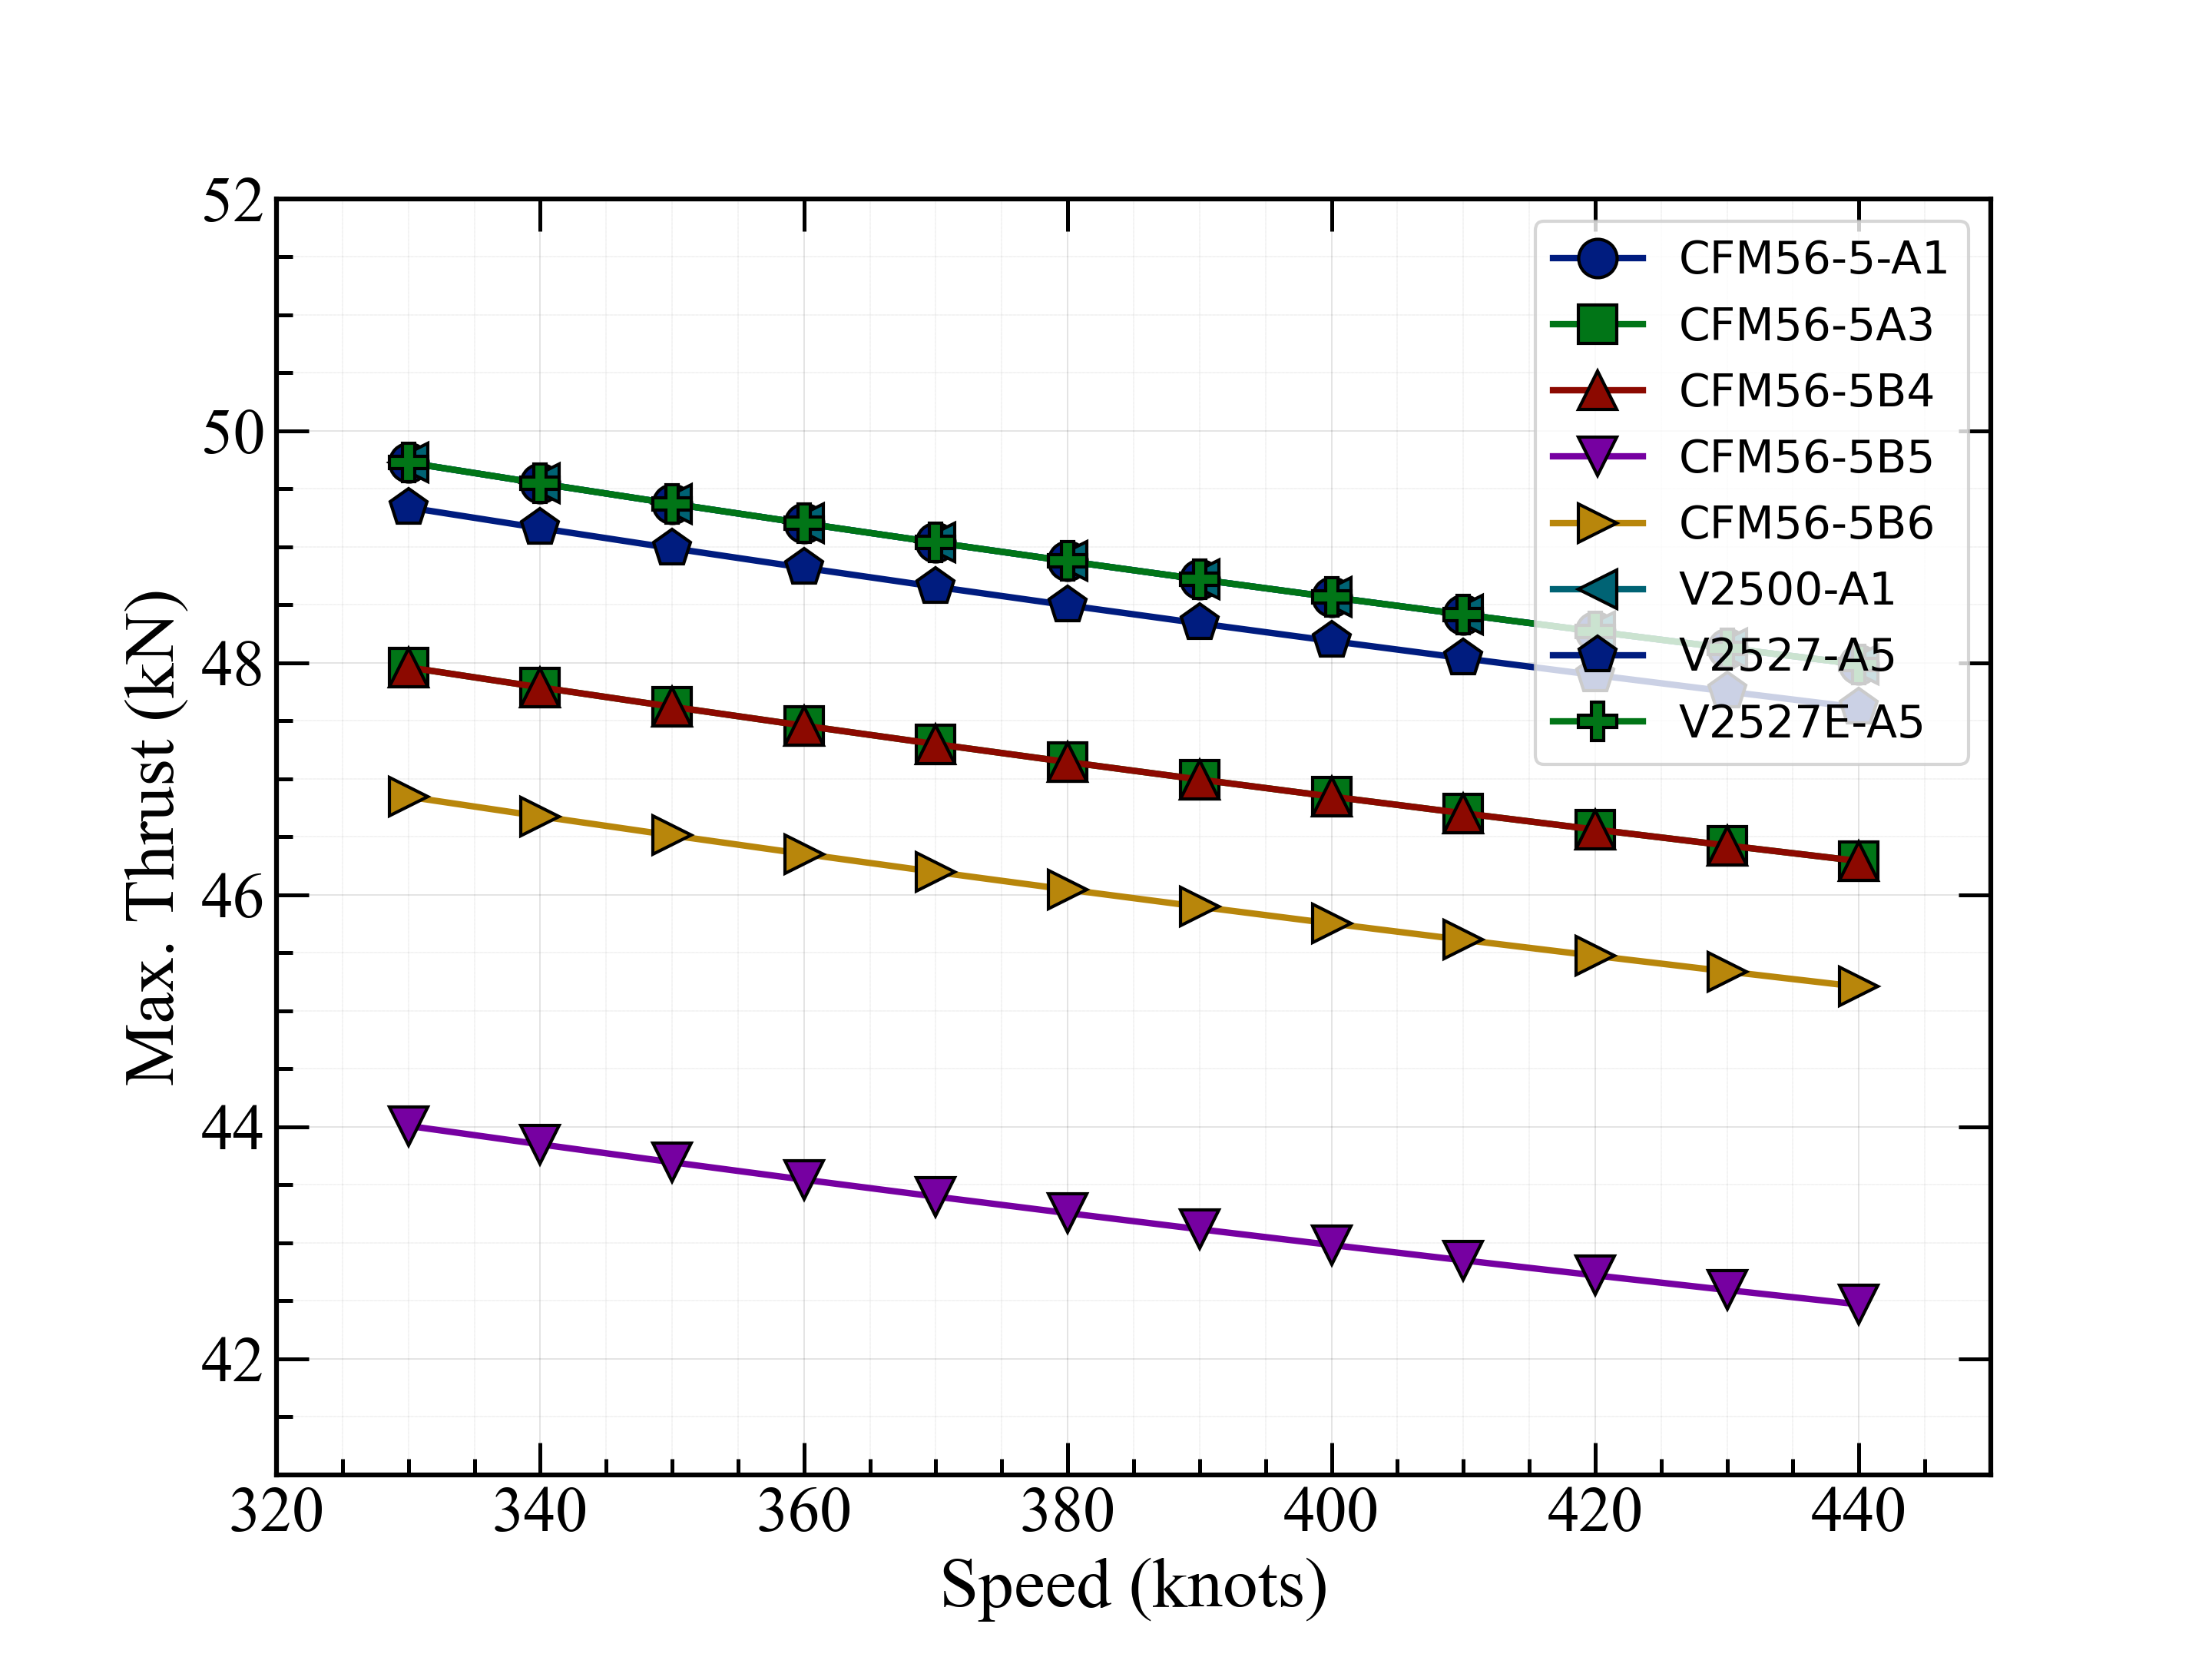 52
50
48
46
44
42
Max. Thrust (kN)
CFM56-5-A1
CFM56-5A3
CFM56-5B4
CFM56-5B5
CFM56-5B6
V2500-A1
V2527-A5
V2527E-A5
320 340 360 380 400 420 440
Speed (knots)